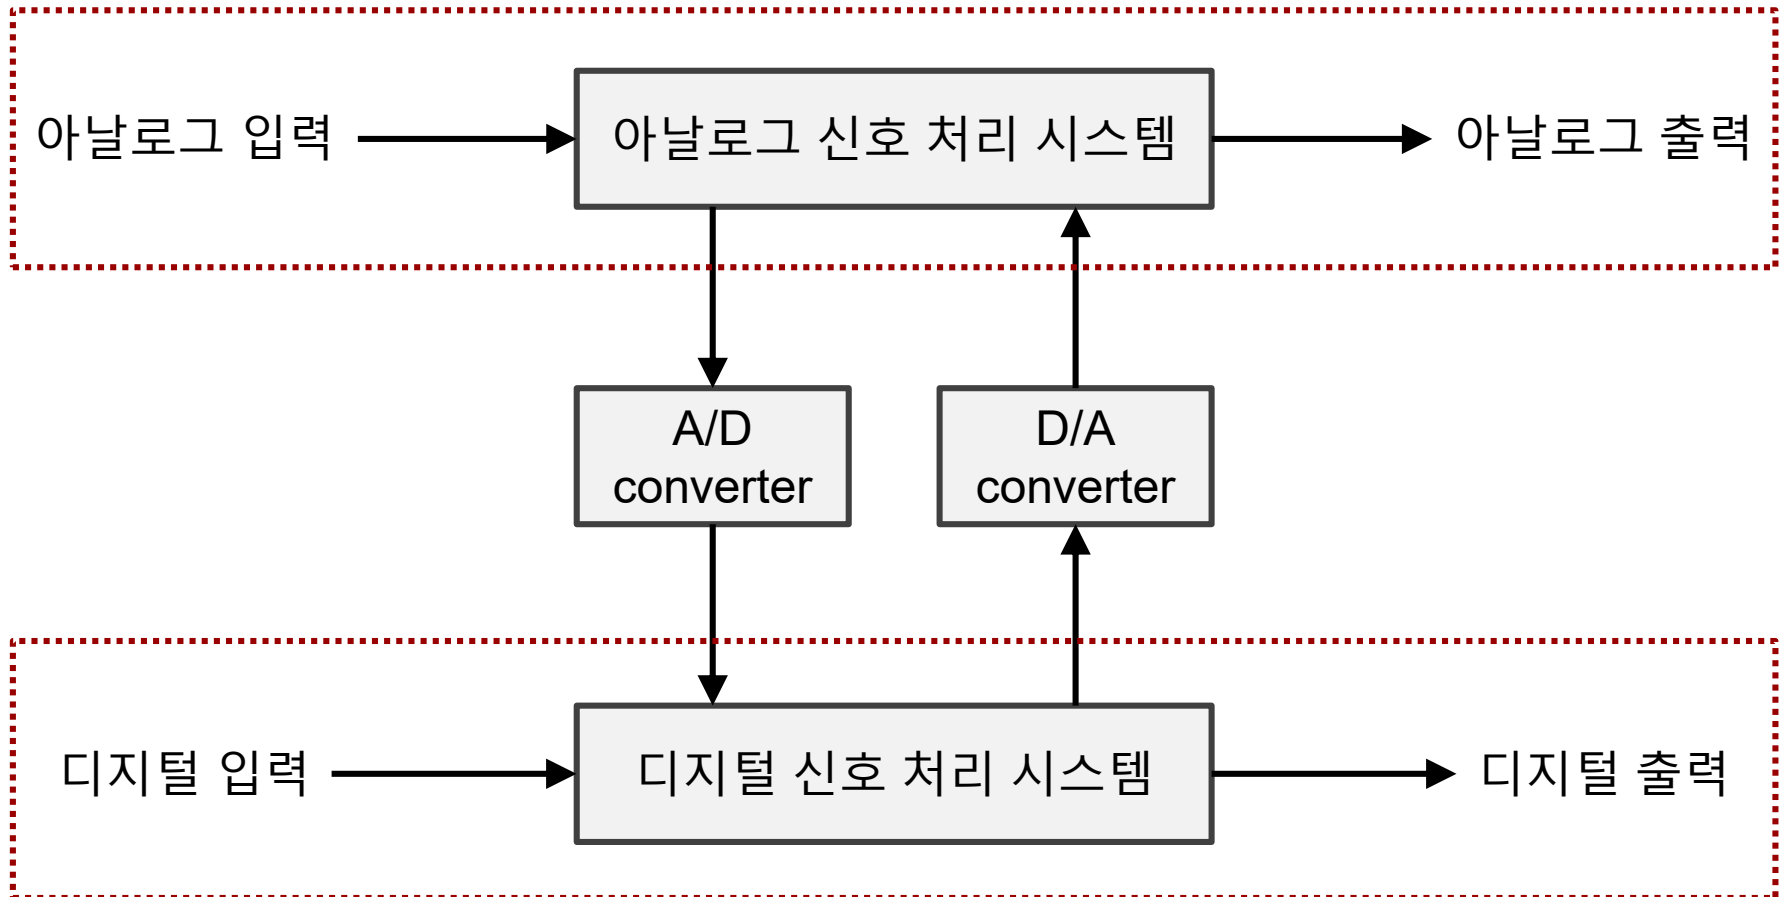 아날로그 입력
아날로그 신호 처리 시스템
아날로그 출력
A/D
converter
D/A
converter
디지털 입력
디지털 신호 처리 시스템
디지털 출력